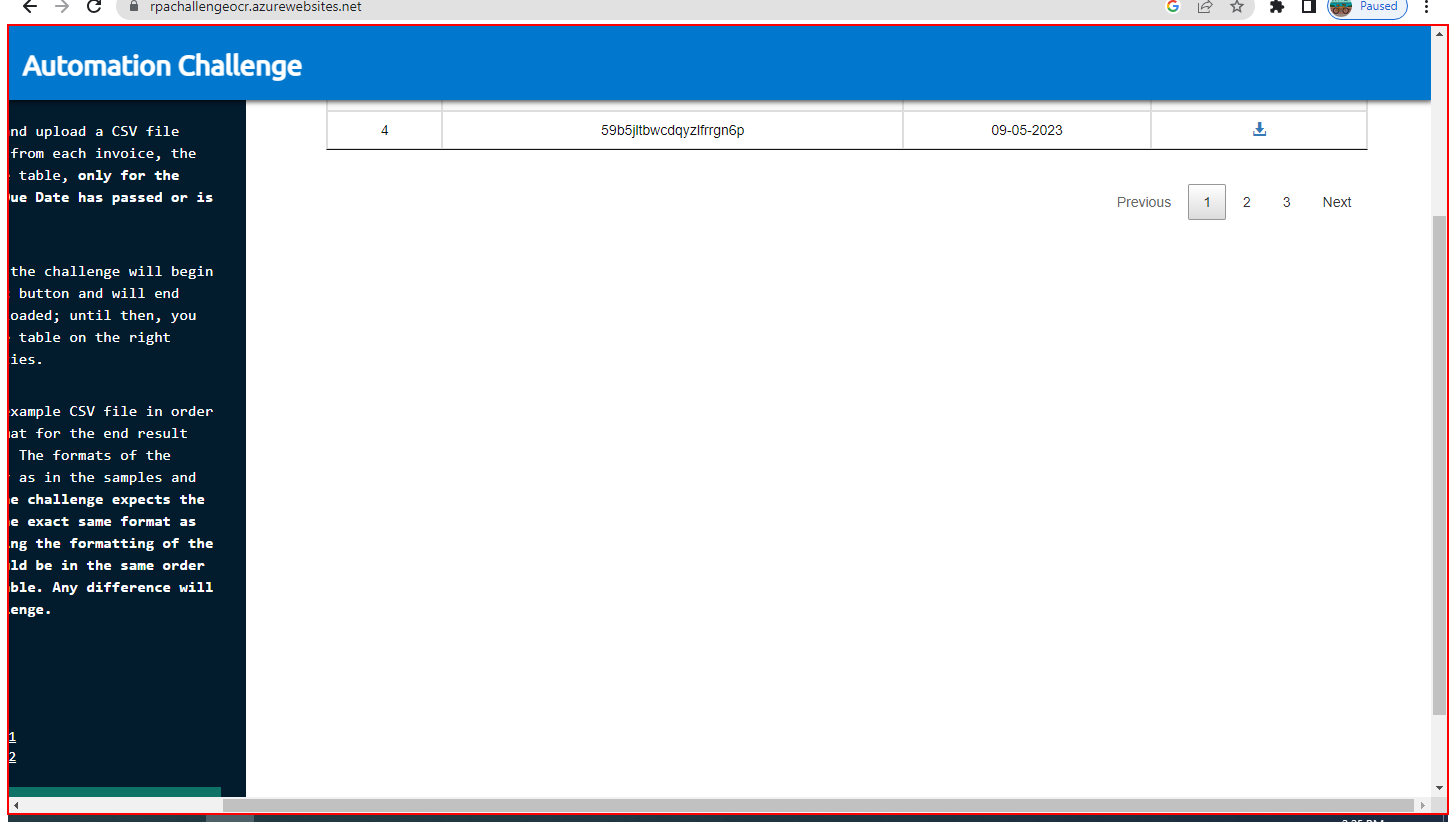 rpachallengeocr.azurewebsites.net
Paused
Automation Challenge
nd upload a CSV file
from each invoice, the
table, only for the
ue Date has passed or is
the challenge will begin
button and will end
oaded; until then, you
table on the right
ies.
xample CSV file in order
at for the end result
The formats of the
as in the samples and
e challenge expects the
e exact same format as
ng the formatting of the
ld be in the same order
ble. Any difference will
enge.
1
2
4 59b5jltbwcdqyzlfrrgn6p 09-05-2023
Previous 1 2 3 Next